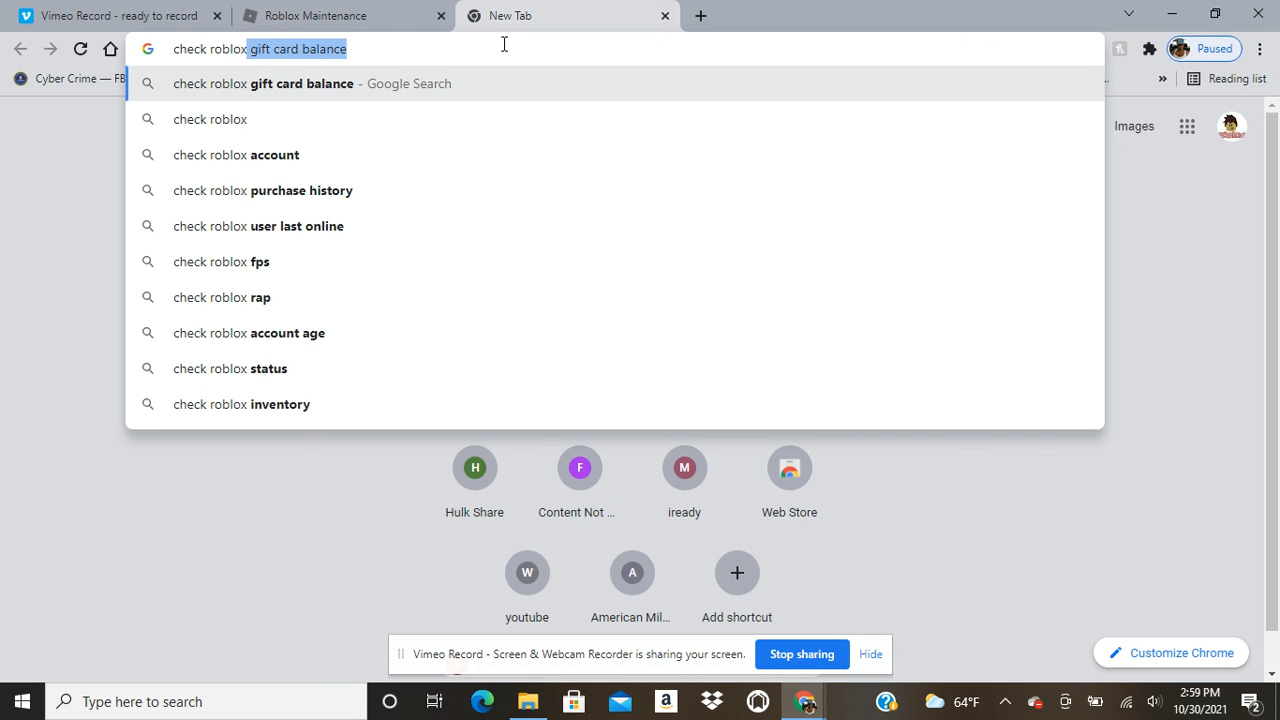 Vimeo Record - ready to record
Roblox Maintenance
New Tab
check roblox gift card balance
Paused
Cyber Crime — FB
Reading list
check roblox gift card balance - Google Search
check roblox
check roblox account
check roblox purchase history
check roblox user last online
check roblox fps
check roblox rap
check roblox account age
check roblox status
check roblox inventory
Images
H
F
M
Hulk Share
Content Not ...
iready
Web Store
W
A
youtube
American Mil...
Add shortcut
Vimeo Record - Screen & Webcam Recorder is sharing your screen.
Stop sharing
Hide
Customize Chrome
Type here to search
64°F
2:59 PM
10/30/2021
2